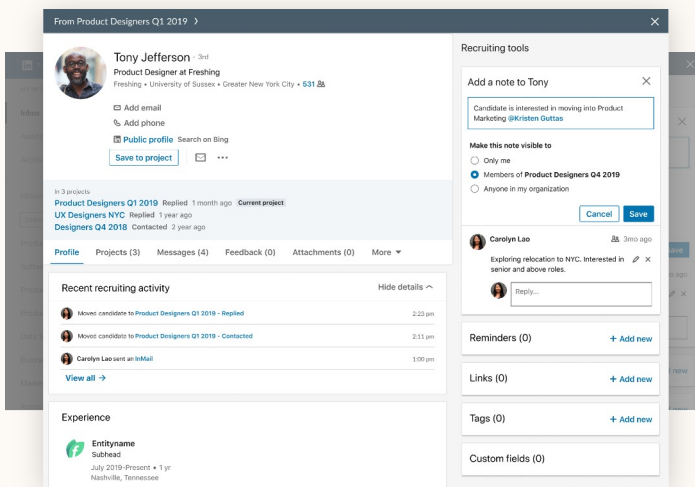 From Product Designers Q1 2019
Tony Jefferson · 3rd
Product Designer at Freshing
Freshing • University of Sussex • Greater New York City • 531
Add email
Add phone
Public profile Search on Bing
Save to project
In 3 projects
Product Designers Q1 2019 Replied 1 month ago Current project
UX Designers NYC Replied 1 year ago
Designers Q4 2018 Contacted 2 year ago
Profile Projects (3) Messages (4) Feedback (0) Attachments (0) More
Recent recruiting activity Hide details
Moved candidate to Product Designers Q1 2019 - Replied 2:23 pm
Moved candidate to Product Designers Q1 2019 - Contacted 2:11 pm
Carolyn Lao sent an InMail 1:00 pm
View all →
Experience
Entityname
Subhead
July 2019-Present • 1 yr
Nashville, Tennessee
Recruiting tools
Add a note to Tony
Candidate is interested in moving into Product
Marketing @Kristen Guttas
Make this note visible to
Only me
Members of Product Designers Q4 2019
Anyone in my organization
Cancel Save
Carolyn Lao 3mo ago
Exploring relocation to NYC. Interested in
senior and above roles.
Reply...
Reminders (0) + Add new
Links (0) + Add new
Tags (0) + Add new
Custom fields (0)